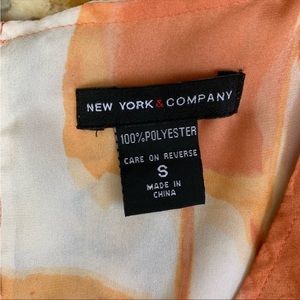 NEW YORK & COMPANY
100% POLYESTER
CARE ON REVERSE
S
MADE IN
CHINA